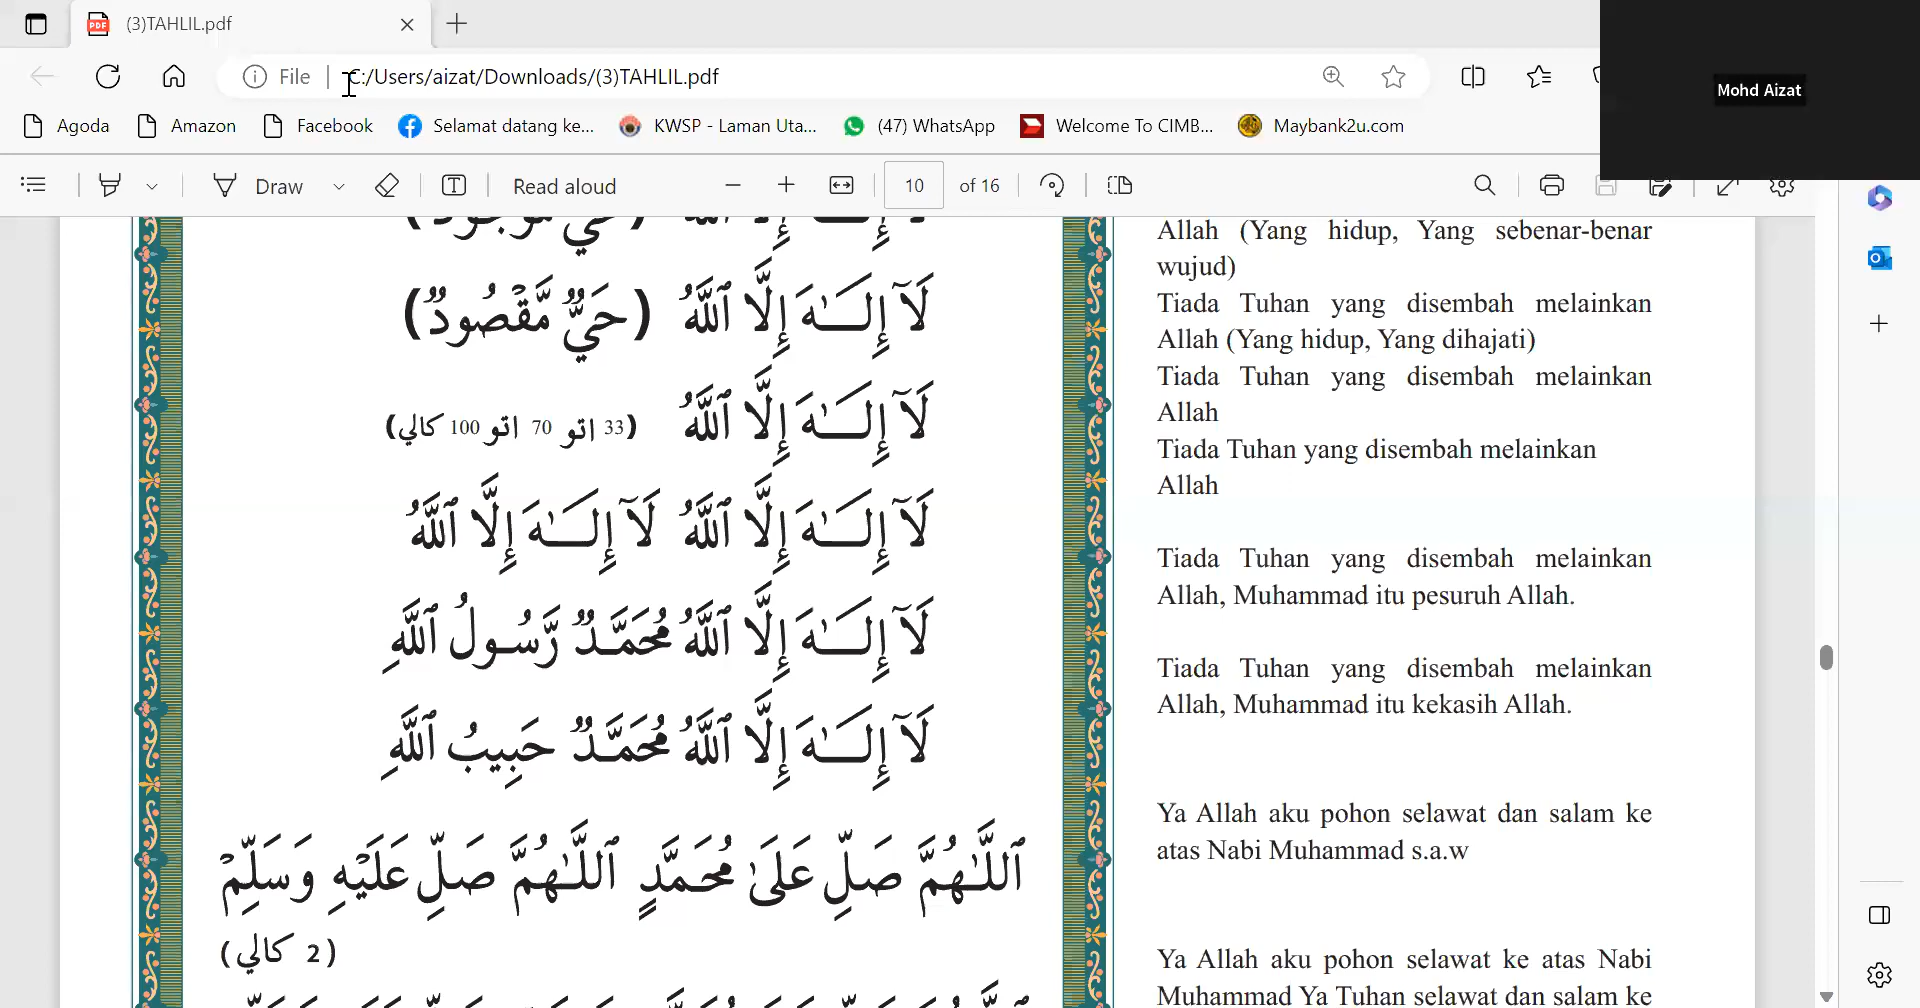 (3)TAHLIL.pdf
File
C:/Users/aizat/Downloads/(3)TAHLIL.pdf
Mohd Aizat
Agoda
Amazon
Facebook
Selamat datang ke...
KWSP - Laman Uta...
(47) WhatsApp
Welcome To CIMB...
Maybank2u.com
Draw
Read aloud
10
of 16
لَآ إِلَـٰهَ إِلَّا ٱللَّهُ (حَيٌّ مَّقْصُودٌ)
لَآ إِلَـٰهَ إِلَّا ٱللَّهُ (33 اتو 70 اتو 100 كالي)
لَآ إِلَـٰهَ إِلَّا ٱللَّهُ لَآ إِلَـٰهَ إِلَّا ٱللَّهُ
لَآ إِلَـٰهَ إِلَّا ٱللَّهُ مُحَمَّدٌ رَّسُولُ ٱللَّهِ
لَآ إِلَـٰهَ إِلَّا ٱللَّهُ مُحَمَّدٌ حَبِيبُ ٱللَّهِ
ٱللَّـٰهُمَّ صَلِّ عَلَىٰ مُحَمَّدٍ ٱللَّـٰهُمَّ صَلِّ عَلَيْهِ وَسَلِّمْ
(2 كالي)
Allah (Yang hidup, Yang sebenar-benar
wujud)
Tiada Tuhan yang disembah melainkan
Allah (Yang hidup, Yang dihajati)
Tiada Tuhan yang disembah melainkan
Allah
Tiada Tuhan yang disembah melainkan
Allah
Tiada Tuhan yang disembah melainkan
Allah, Muhammad itu pesuruh Allah.
Tiada Tuhan yang disembah melainkan
Allah, Muhammad itu kekasih Allah.
Ya Allah aku pohon selawat dan salam ke
atas Nabi Muhammad s.a.w
Ya Allah aku pohon selawat ke atas Nabi
Muhammad Ya Tuhan selawat dan salam ke